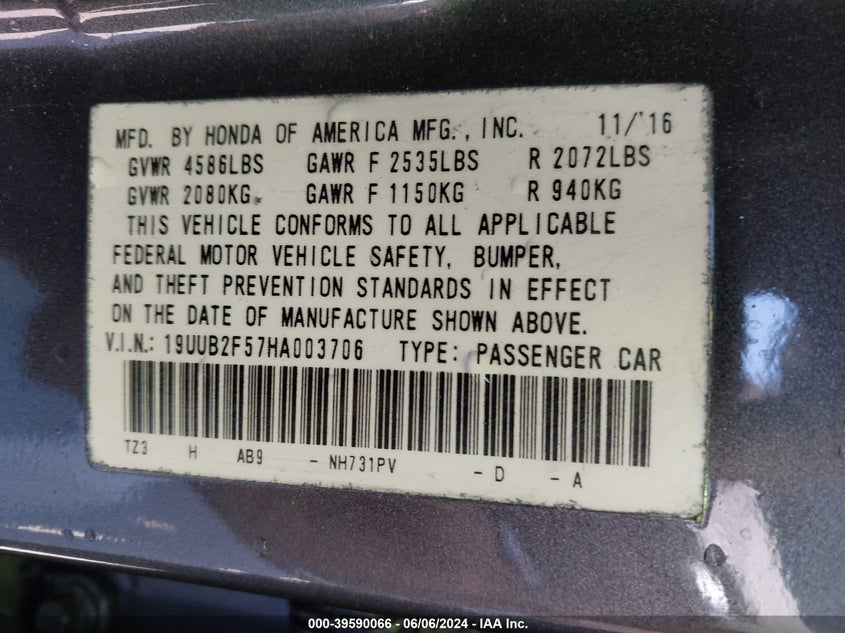 MFD. BY HONDA OF AMERICA MFG., INC. 11/'16
GVWR 4586LBS GAWR F 2535LBS R 2072LBS
GVWR 2080KG GAWR F 1150KG R 940KG
THIS VEHICLE CONFORMS TO ALL APPLICABLE
FEDERAL MOTOR VEHICLE SAFETY, BUMPER,
AND THEFT PREVENTION STANDARDS IN EFFECT
ON THE DATE OF MANUFACTURE SHOWN ABOVE.
V.I.N.: 19UUB2F57HA003706 TYPE: PASSENGER CAR
TZ3 H AB9 - NH731PV - D - A
000-39590066 - 06/06/2024 - IAA Inc.